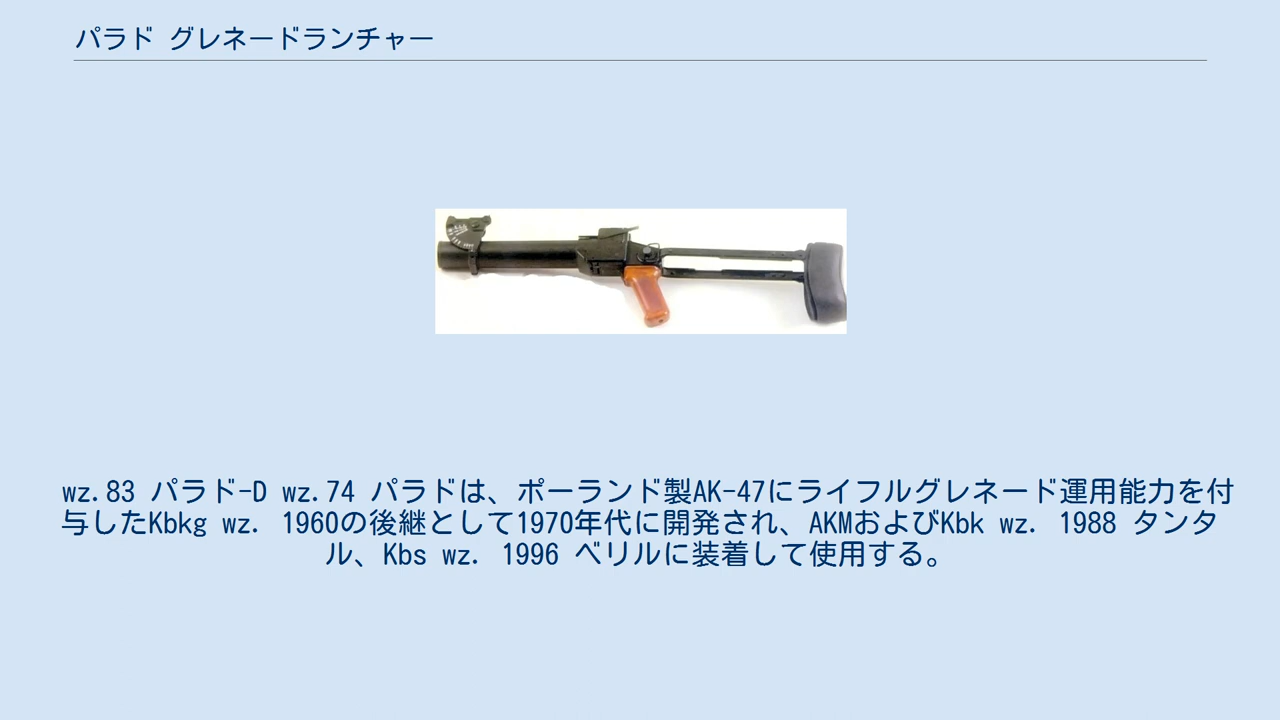 パラド グレネードランチャー
wz.83 パラド-D wz.74 パラドは、ポーランド製AK-47にライフルグレネード運用能力を付
与したKbkg wz. 1960の後継として1970年代に開発され、AKMおよびKbk wz. 1988 タンタ
ル、Kbs wz. 1996 ベリルに装着して使用する。